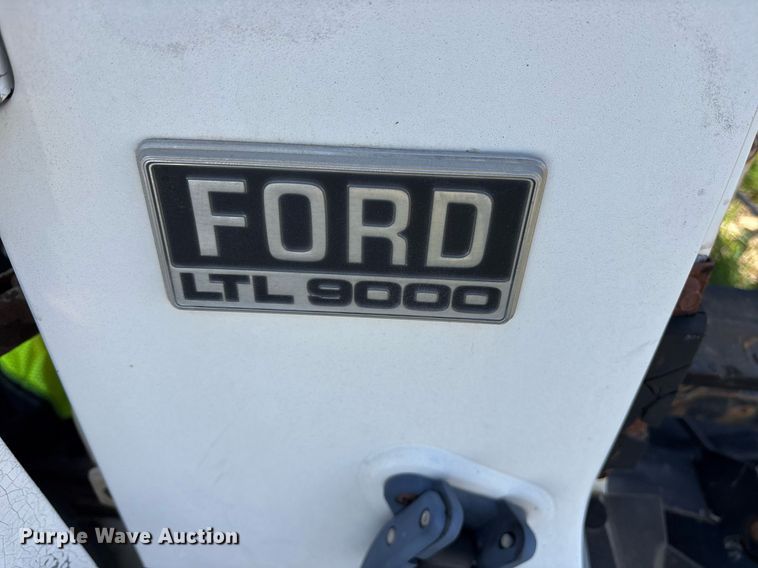 FORD
LTL 9000
Purple Wave Auction